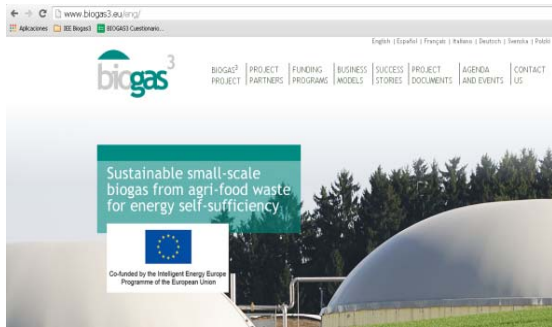 www.biogas3.eu/eng/
Aplicaciones IEE Biogas3 BIOGAS3 Cuestionario...
English | Español | Français | Italiano | Deutsch | Svenska | Polski
biogas3
BIOGAS3 PROJECT
PROJECT PARTNERS
FUNDING PROGRAMS
BUSINESS MODELS
SUCCESS STORIES
PROJECT DOCUMENTS
AGENDA AND EVENTS
CONTACT US
Sustainable small-scale
biogas from agri-food waste
for energy self-sufficiency
Co-funded by the Intelligent Energy Europe
Programme of the European Union